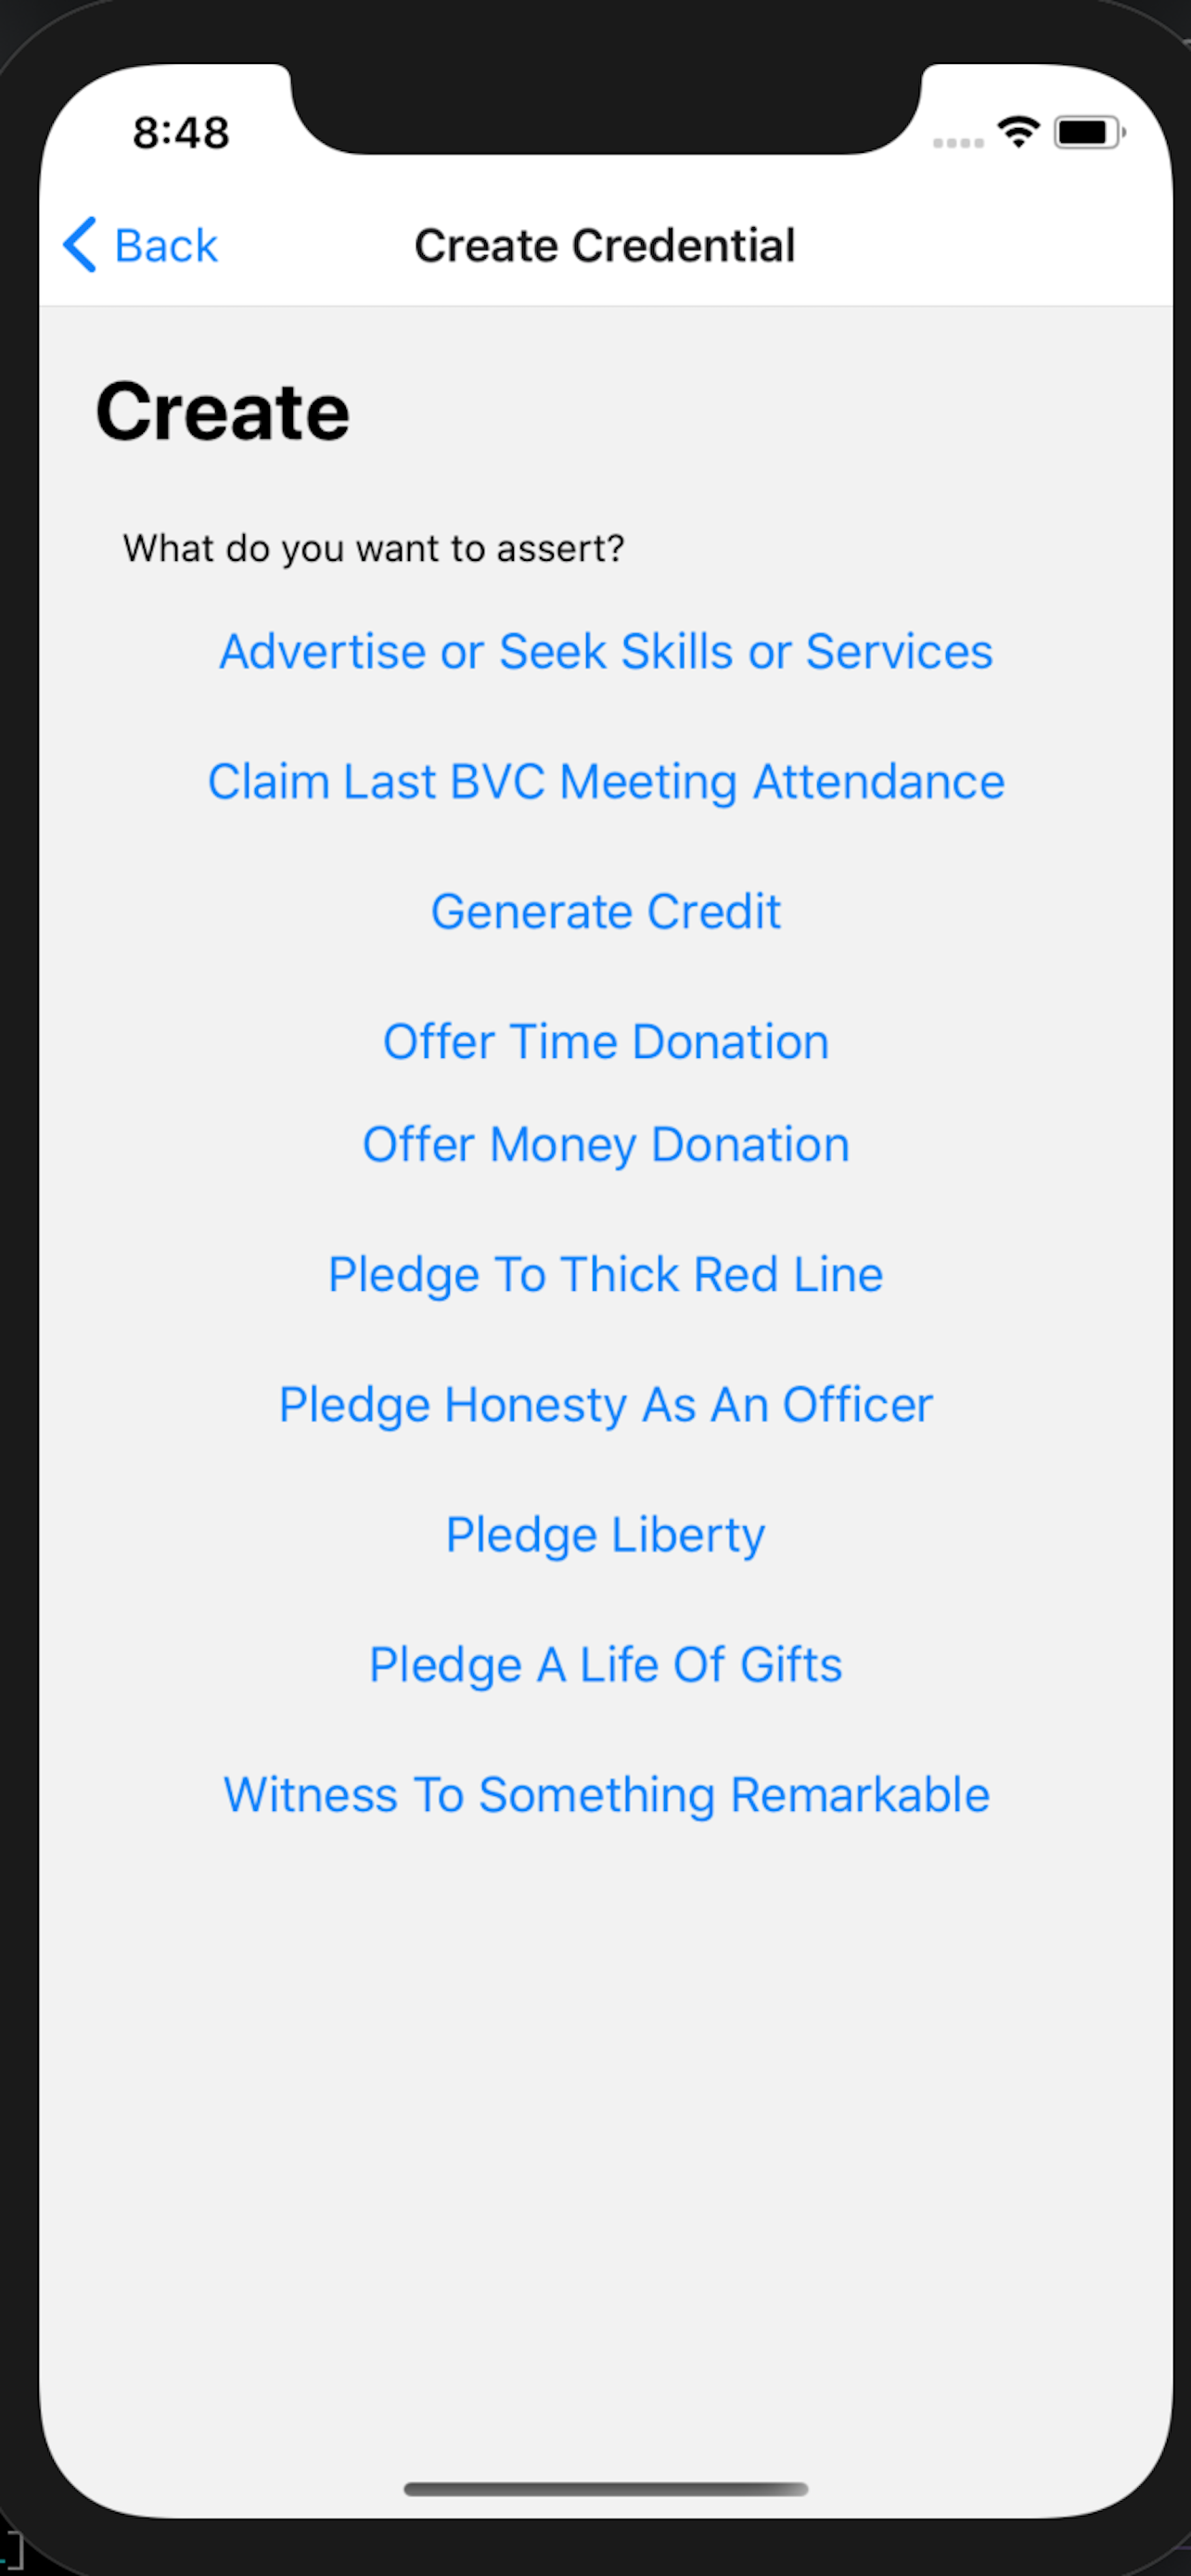 8:48
Back
Create Credential
Create
What do you want to assert?
Advertise or Seek Skills or Services
Claim Last BVC Meeting Attendance
Generate Credit
Offer Time Donation
Offer Money Donation
Pledge To Thick Red Line
Pledge Honesty As An Officer
Pledge Liberty
Pledge A Life Of Gifts
Witness To Something Remarkable
]